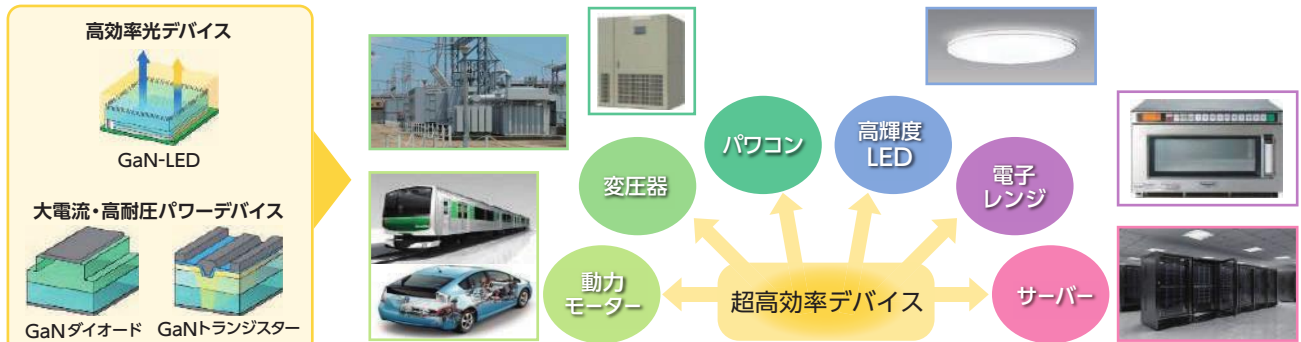 高効率光デバイス
GaN-LED
大電流・高耐圧パワーデバイス
GaNダイオード
GaNトランジスター
変圧器
パワコン
高輝度
LED
電子
レンジ
動力
モーター
超高効率デバイス
サーバー